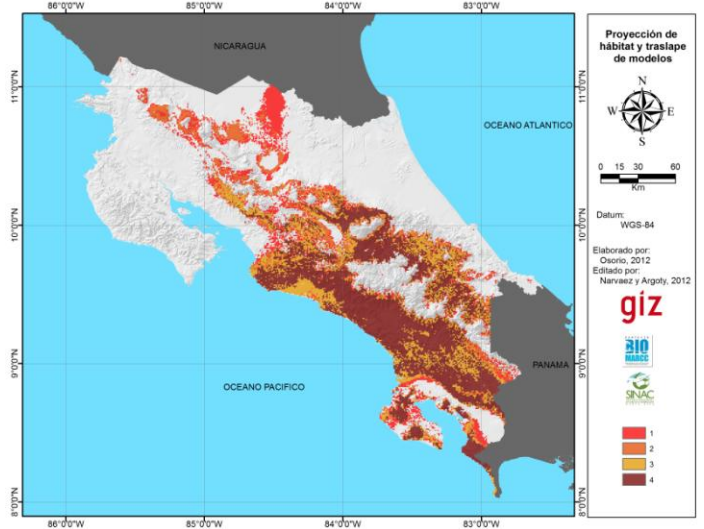 86°0'0"W
85°0'0"W
84°0'0"W
83°0'0"W
Proyección de
hábitat y traslape
de modelos
N
W
E
S
0 15 30 60
Km
Datum:
WGS-84
Elaborado por:
Osorio, 2012
Editado por:
Narvaez y Argoty, 2012
giz
BIO
MARCC
SINAC
1
2
3
4
NICARAGUA
OCEANO ATLANTICO
PANAMA
OCEANO PACIFICO
11°0'0"N
10°0'0"N
9°0'0"N
8°0'0"N
11°0'0"N
10°0'0"N
9°0'0"N
8°0'0"N
86°0'0"W
85°0'0"W
84°0'0"W
83°0'0"W